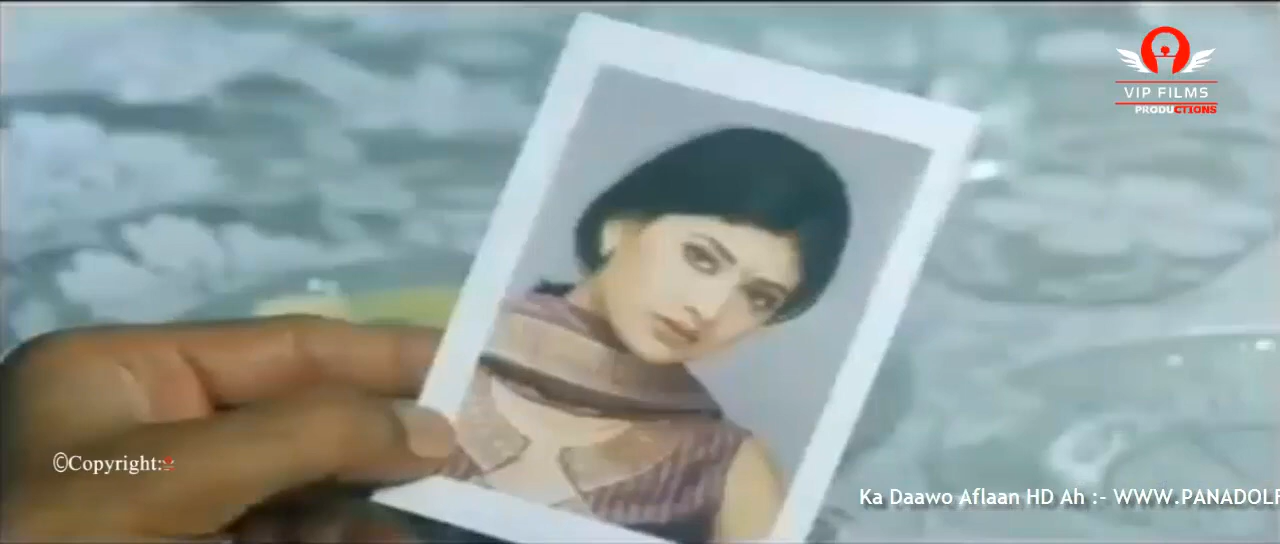 VIP FILMS
PRODUCTIONS
©Copyright:
Ka Daawo Aflaan HD Ah :- WWW.PANADOLF